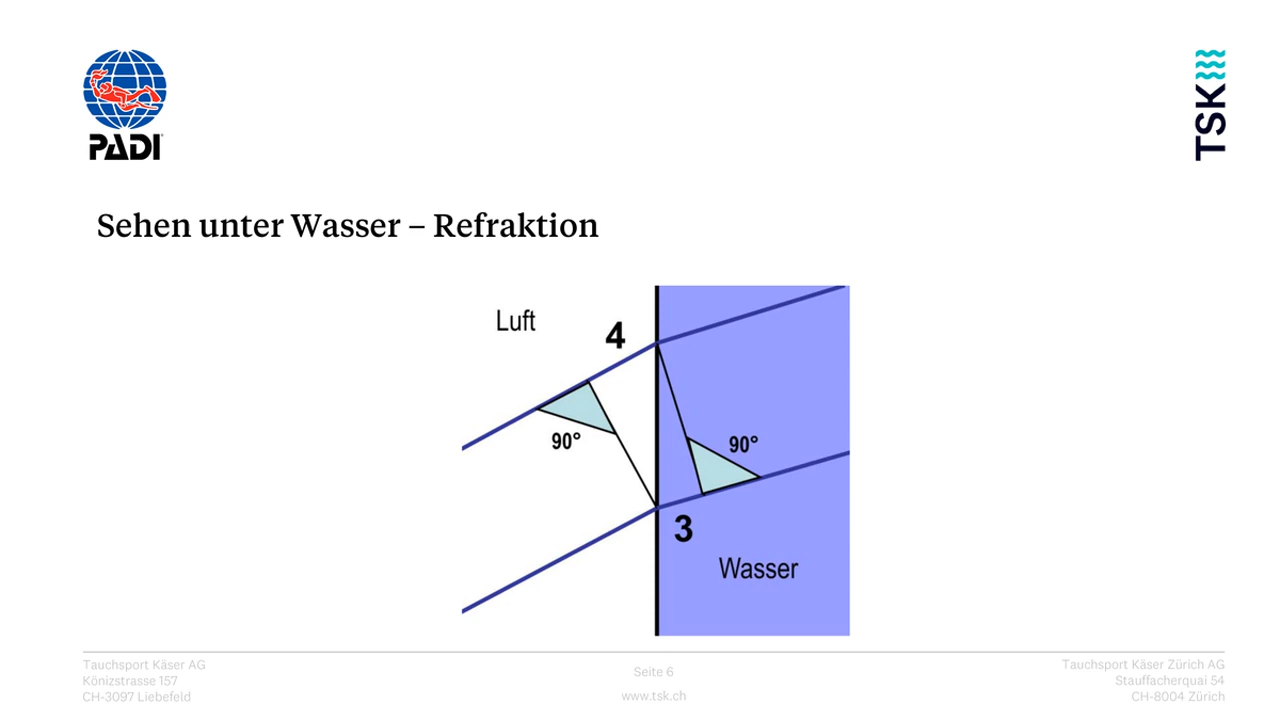 PADI
TSK
Sehen unter Wasser – Refraktion
Luft
4
90°
90°
3
Wasser
Tauchsport Käser AG
Könizstrasse 157
CH-3097 Liebefeld
Seite 6
www.tsk.ch
Tauchsport Käser Zürich AG
Stauffacherquai 54
CH-8004 Zürich